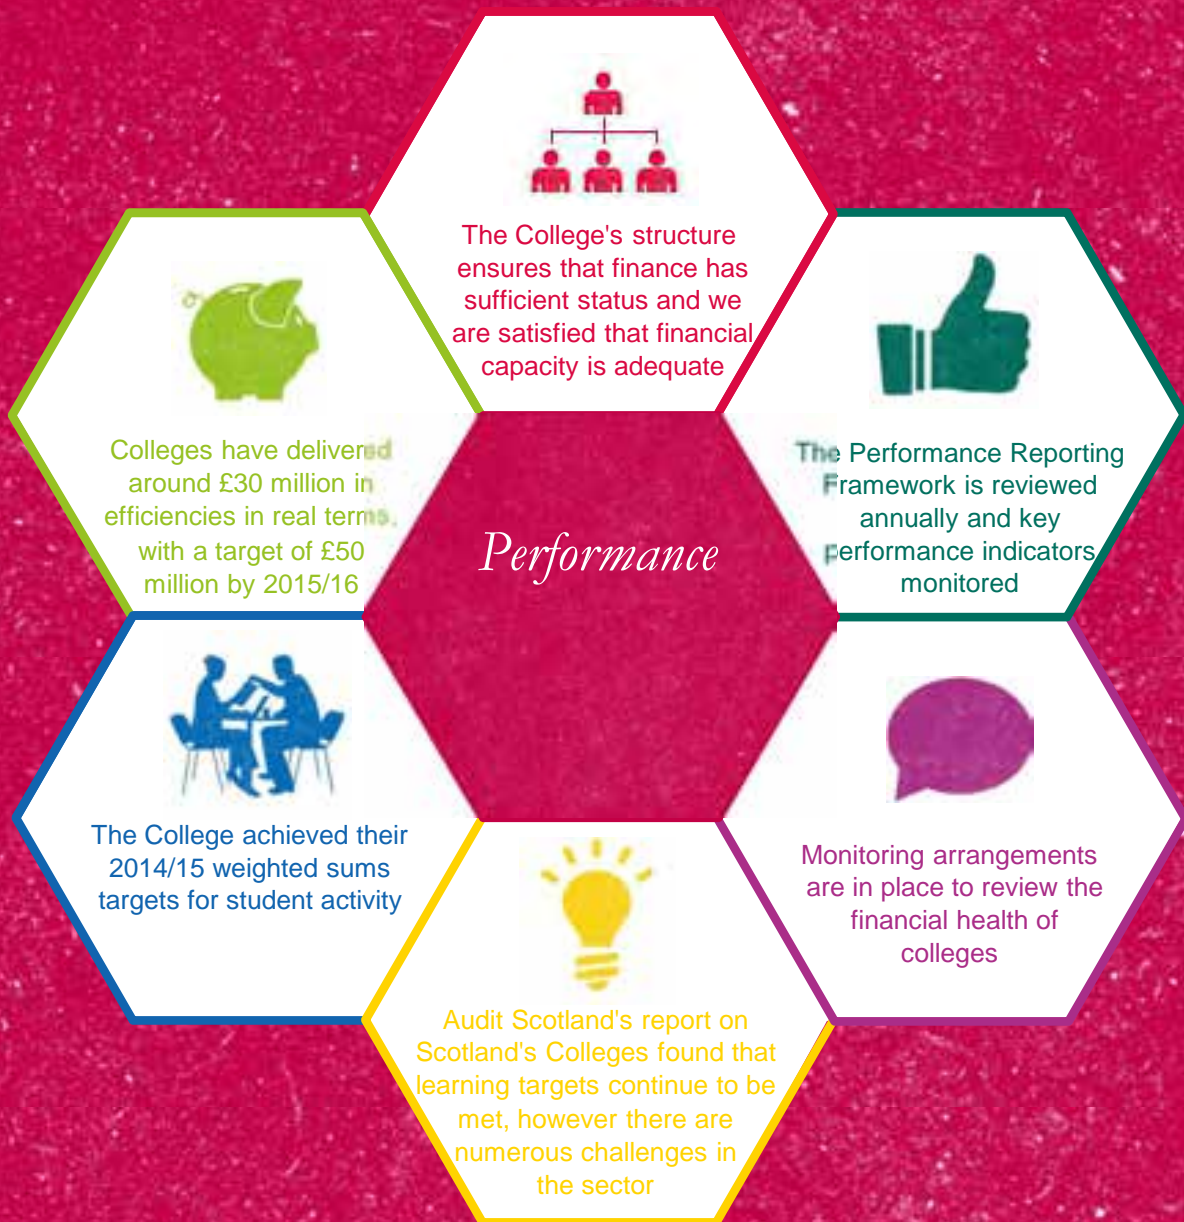 The College's structure
ensures that finance has
sufficient status and we
are satisfied that financial
capacity is adequate
Colleges have delivered
around £30 million in
efficiencies in real terms,
with a target of £50
million by 2015/16
The Performance Reporting
Framework is reviewed
annually and key
performance indicators
monitored
Performance
The College achieved their
2014/15 weighted sums
targets for student activity
Monitoring arrangements
are in place to review the
financial health of
colleges
Audit Scotland's report on
Scotland's Colleges found that
learning targets continue to be
met, however there are
numerous challenges in
the sector